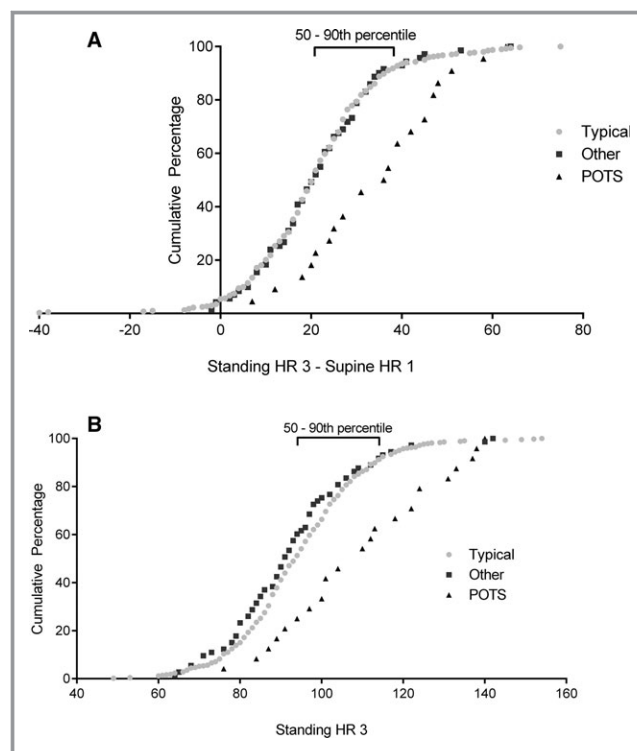 A
50 - 90th percentile
100
80
60
40
20
Cumulative Percentage
Typical
Other
POTS
-40 -20 0 20 40 60 80
Standing HR 3 - Supine HR 1
B
50 - 90th percentile
100
80
60
40
20
0
Cumulative Percentage
Typical
Other
POTS
40 60 80 100 120 140 160
Standing HR 3